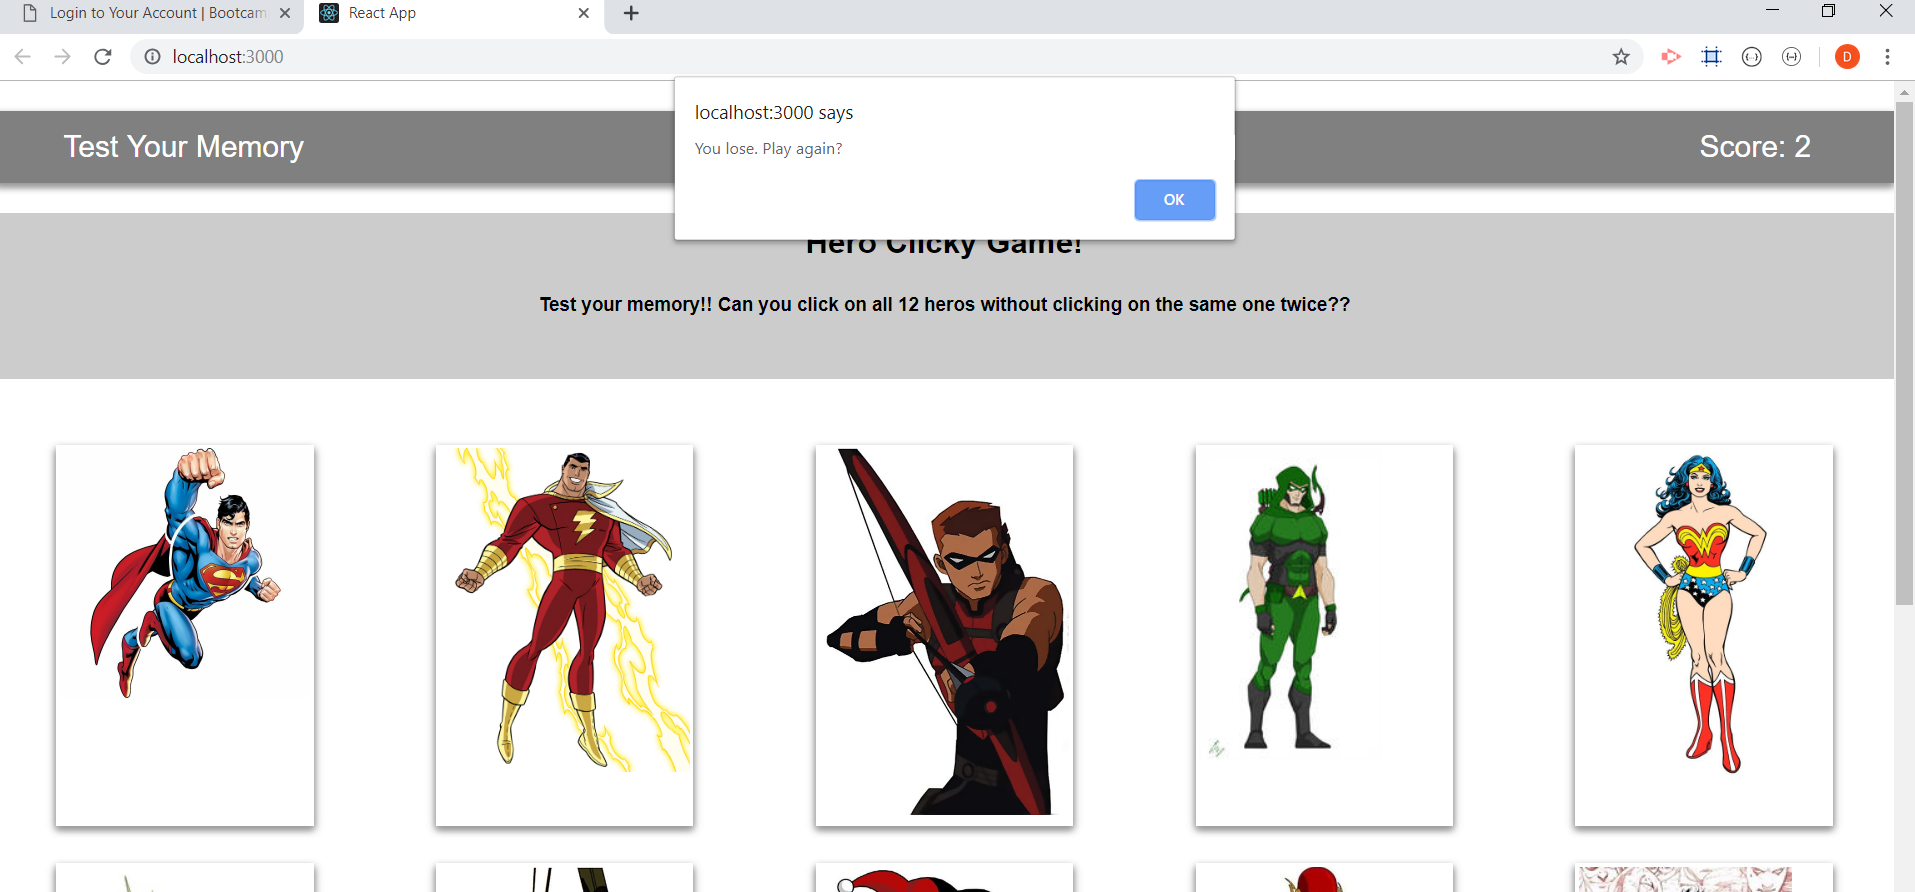 Login to Your Account | Bootcam
React App
localhost:3000
D
localhost:3000 says
You lose. Play again?
OK
Test Your Memory
Score: 2
Hero Clicky Game!
Test your memory!! Can you click on all 12 heros without clicking on the same one twice??